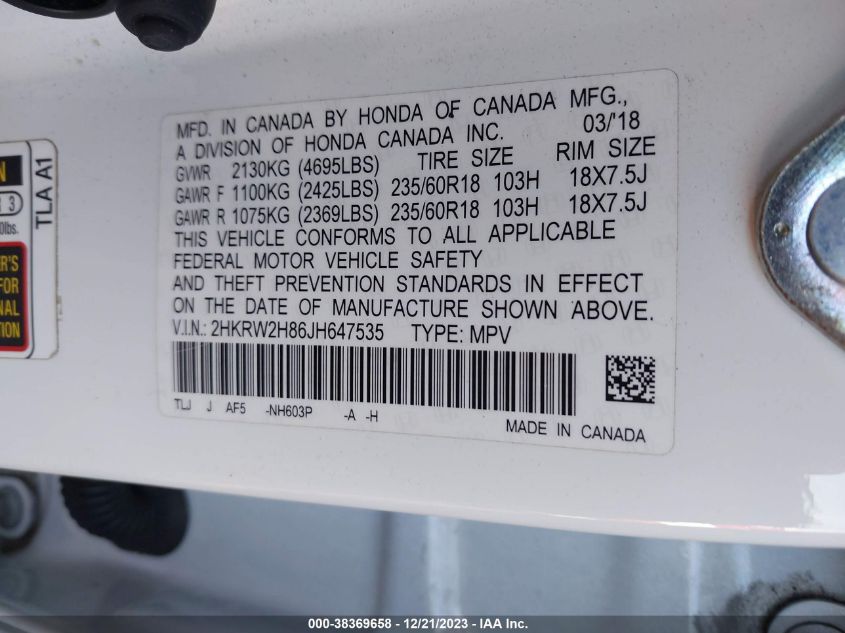 MFD. IN CANADA BY HONDA OF CANADA MFG.,
A DIVISION OF HONDA CANADA INC. 03/'18
GVWR 2130KG (4695LBS) TIRE SIZE RIM SIZE
GAWR F 1100KG (2425LBS) 235/60R18 103H 18X7.5J
GAWR R 1075KG (2369LBS) 235/60R18 103H 18X7.5J
THIS VEHICLE CONFORMS TO ALL APPLICABLE
FEDERAL MOTOR VEHICLE SAFETY
AND THEFT PREVENTION STANDARDS IN EFFECT
ON THE DATE OF MANUFACTURE SHOWN ABOVE.
V.I.N.: 2HKRW2H86JH647535 TYPE: MPV
TLJ J AF5 -NH603P -A -H
MADE IN CANADA
TLA A1
3
FOR
000-38369658 - 12/21/2023 - IAA Inc.